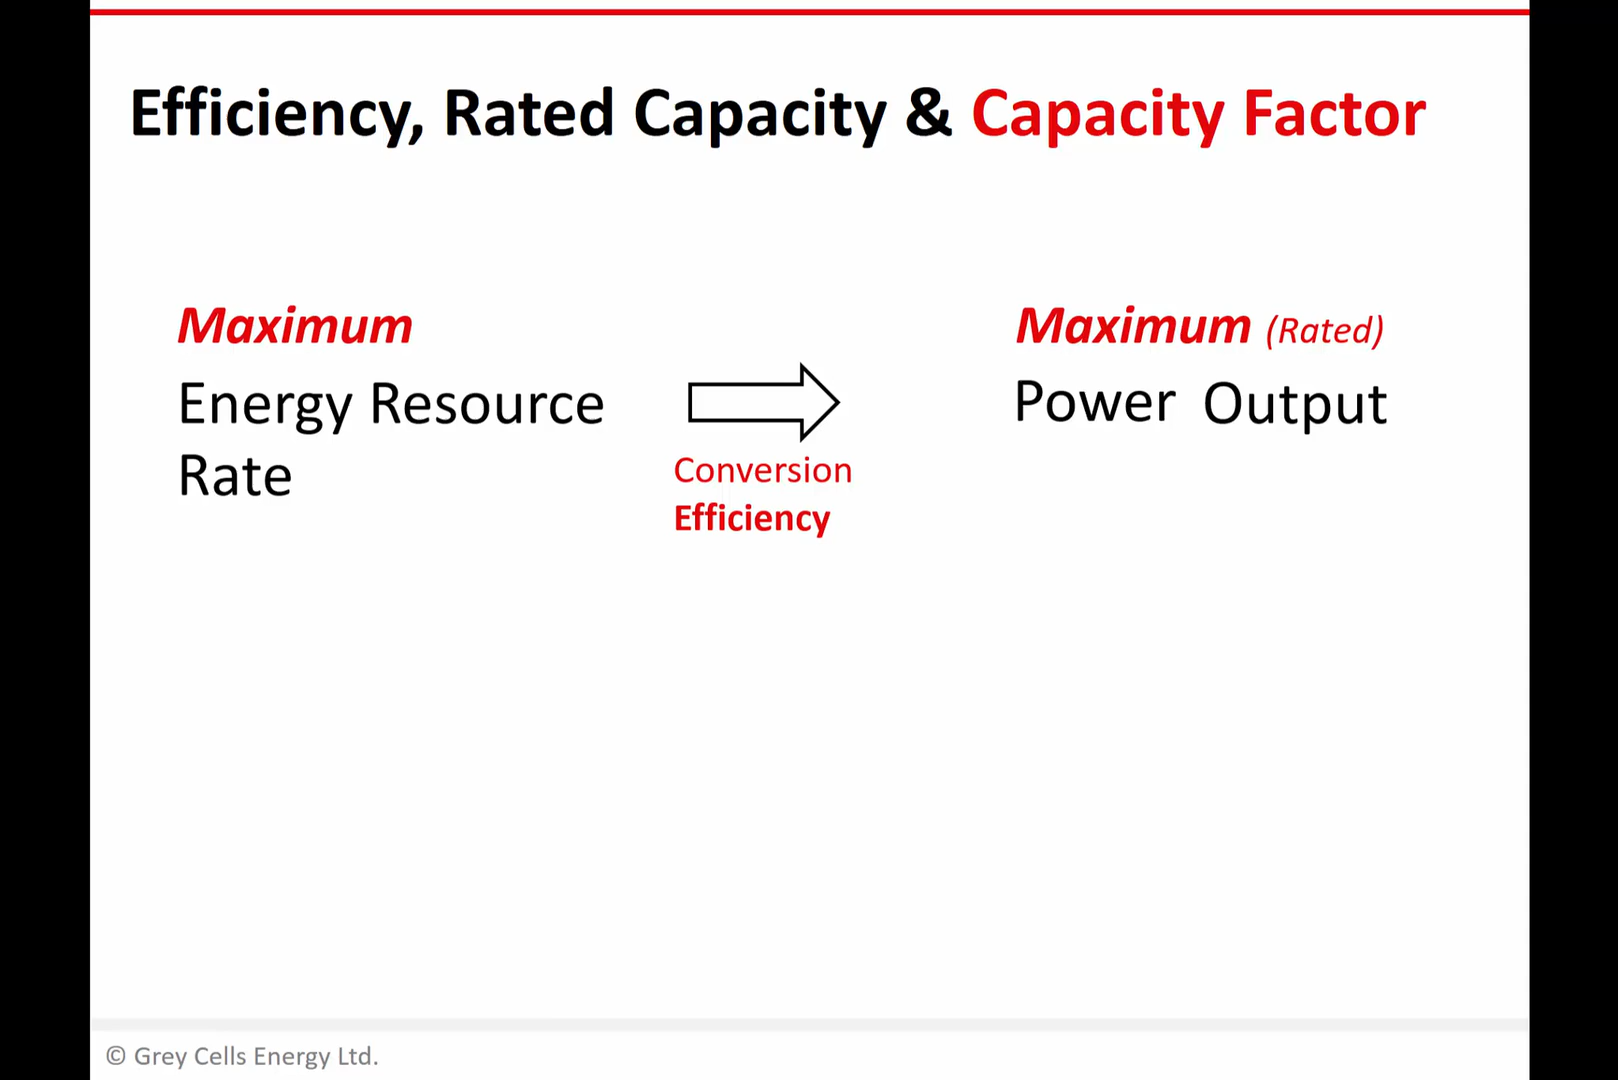 Efficiency, Rated Capacity & Capacity Factor
Maximum
Energy Resource
Rate
Conversion
Efficiency
Maximum (Rated)
Power Output
© Grey Cells Energy Ltd.